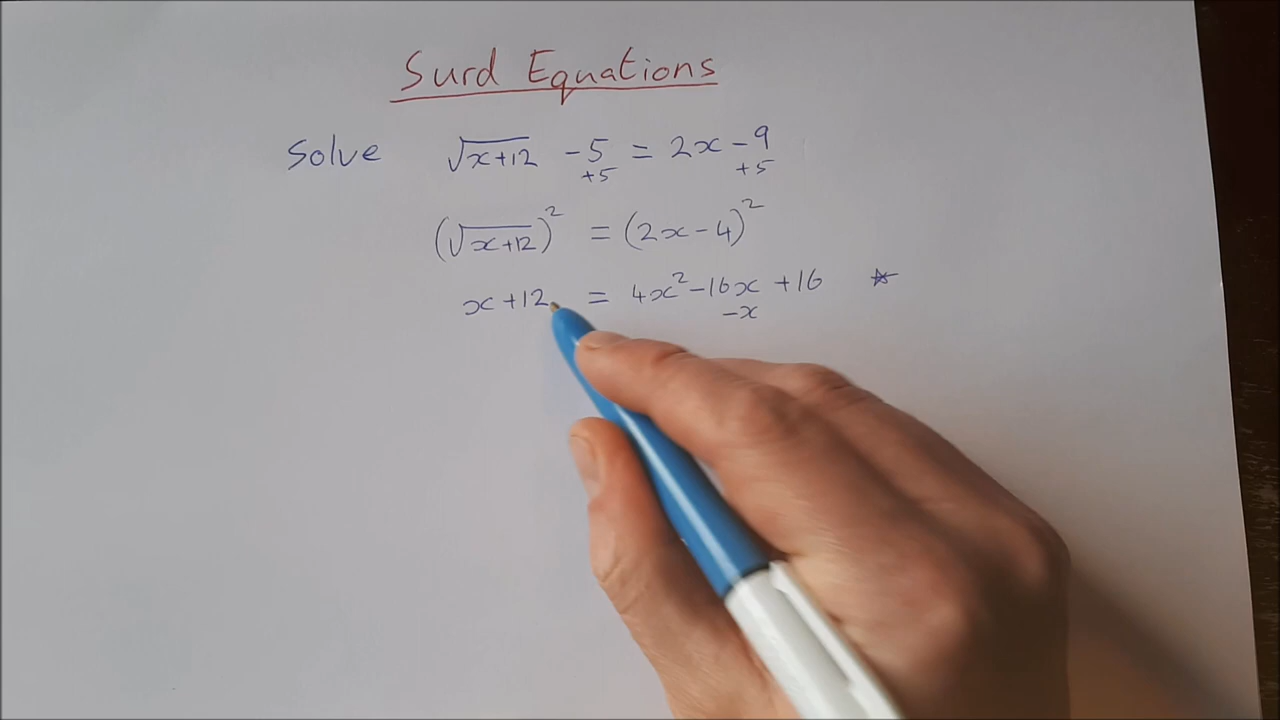 Surd Equations
Solve √(x+12) -5 = 2x -9
+5 +5
(√(x+12))² = (2x-4)²
x +12 = 4x² -16x +16 ☆
-x